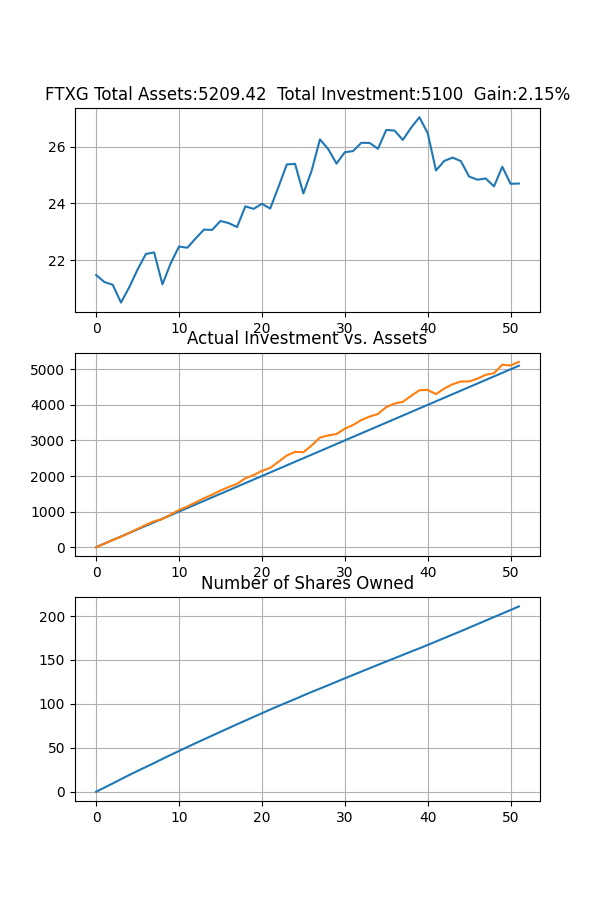 FTXG Total Assets:5209.42  Total Investment:5100  Gain:2.15%
26
24
22
0 10 20 30 40 50
Actual Investment vs. Assets
5000
4000
3000
2000
1000
0
0 10 20 30 40 50
Number of Shares Owned
200
150
100
50
0
0 10 20 30 40 50